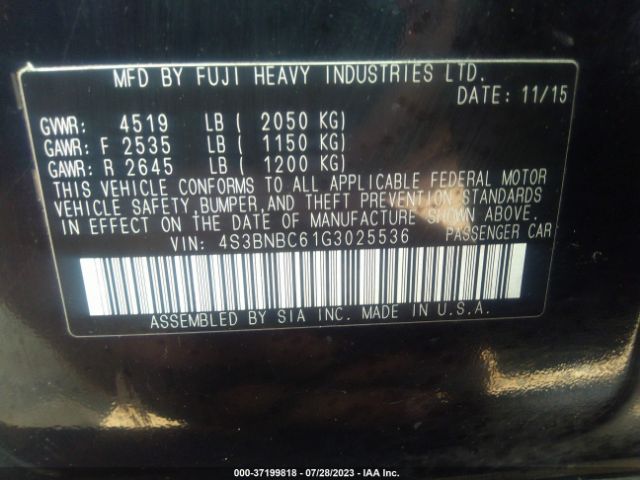 MFD BY FUJI HEAVY INDUSTRIES LTD.
DATE: 11/15
GVWR: 4519 LB ( 2050 KG)
GAWR: F 2535 LB ( 1150 KG)
GAWR: R 2645 LB ( 1200 KG)
THIS VEHICLE CONFORMS TO ALL APPLICABLE FEDERAL MOTOR
VEHICLE SAFETY,BUMPER,AND THEFT PREVENTION STANDARDS
IN EFFECT ON THE DATE OF MANUFACTURE SHOWN ABOVE.
VIN: 4S3BNBC61G3025536 PASSENGER CAR
ASSEMBLED BY SIA INC. MADE IN U.S.A.
000-37199818 - 07/28/2023 - IAA Inc.